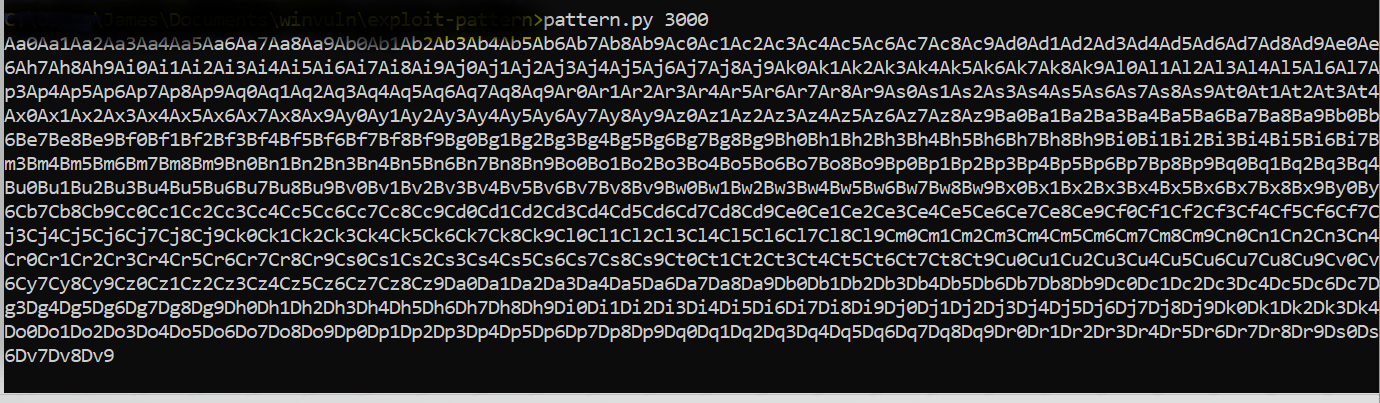 C:\Users\James\Documents\winvuln\exploit-pattern>pattern.py 3000
Aa0Aa1Aa2Aa3Aa4Aa5Aa6Aa7Aa8Aa9Ab0Ab1Ab2Ab3Ab4Ab5Ab6Ab7Ab8Ab9Ac0Ac1Ac2Ac3Ac4Ac5Ac6Ac7Ac8Ac9Ad0Ad1Ad2Ad3Ad4Ad5Ad6Ad7Ad8Ad9Ae0Ae
6Ah7Ah8Ah9Ai0Ai1Ai2Ai3Ai4Ai5Ai6Ai7Ai8Ai9Aj0Aj1Aj2Aj3Aj4Aj5Aj6Aj7Aj8Aj9Ak0Ak1Ak2Ak3Ak4Ak5Ak6Ak7Ak8Ak9Al0Al1Al2Al3Al4Al5Al6Al7A
p3Ap4Ap5Ap6Ap7Ap8Ap9Aq0Aq1Aq2Aq3Aq4Aq5Aq6Aq7Aq8Aq9Ar0Ar1Ar2Ar3Ar4Ar5Ar6Ar7Ar8Ar9As0As1As2As3As4As5As6As7As8As9At0At1At2At3At4
Ax0Ax1Ax2Ax3Ax4Ax5Ax6Ax7Ax8Ax9Ay0Ay1Ay2Ay3Ay4Ay5Ay6Ay7Ay8Ay9Az0Az1Az2Az3Az4Az5Az6Az7Az8Az9Ba0Ba1Ba2Ba3Ba4Ba5Ba6Ba7Ba8Ba9Bb0Bb
6Be7Be8Be9Bf0Bf1Bf2Bf3Bf4Bf5Bf6Bf7Bf8Bf9Bg0Bg1Bg2Bg3Bg4Bg5Bg6Bg7Bg8Bg9Bh0Bh1Bh2Bh3Bh4Bh5Bh6Bh7Bh8Bh9Bi0Bi1Bi2Bi3Bi4Bi5Bi6Bi7B
m3Bm4Bm5Bm6Bm7Bm8Bm9Bn0Bn1Bn2Bn3Bn4Bn5Bn6Bn7Bn8Bn9Bo0Bo1Bo2Bo3Bo4Bo5Bo6Bo7Bo8Bo9Bp0Bp1Bp2Bp3Bp4Bp5Bp6Bp7Bp8Bp9Bq0Bq1Bq2Bq3Bq4
Bu0Bu1Bu2Bu3Bu4Bu5Bu6Bu7Bu8Bu9Bv0Bv1Bv2Bv3Bv4Bv5Bv6Bv7Bv8Bv9Bw0Bw1Bw2Bw3Bw4Bw5Bw6Bw7Bw8Bw9Bx0Bx1Bx2Bx3Bx4Bx5Bx6Bx7Bx8Bx9By0By
6Cb7Cb8Cb9Cc0Cc1Cc2Cc3Cc4Cc5Cc6Cc7Cc8Cc9Cd0Cd1Cd2Cd3Cd4Cd5Cd6Cd7Cd8Cd9Ce0Ce1Ce2Ce3Ce4Ce5Ce6Ce7Ce8Ce9Cf0Cf1Cf2Cf3Cf4Cf5Cf6Cf7C
j3Cj4Cj5Cj6Cj7Cj8Cj9Ck0Ck1Ck2Ck3Ck4Ck5Ck6Ck7Ck8Ck9Cl0Cl1Cl2Cl3Cl4Cl5Cl6Cl7Cl8Cl9Cm0Cm1Cm2Cm3Cm4Cm5Cm6Cm7Cm8Cm9Cn0Cn1Cn2Cn3Cn4
Cr0Cr1Cr2Cr3Cr4Cr5Cr6Cr7Cr8Cr9Cs0Cs1Cs2Cs3Cs4Cs5Cs6Cs7Cs8Cs9Ct0Ct1Ct2Ct3Ct4Ct5Ct6Ct7Ct8Ct9Cu0Cu1Cu2Cu3Cu4Cu5Cu6Cu7Cu8Cu9Cv0Cv
6Cy7Cy8Cy9Cz0Cz1Cz2Cz3Cz4Cz5Cz6Cz7Cz8Cz9Da0Da1Da2Da3Da4Da5Da6Da7Da8Da9Db0Db1Db2Db3Db4Db5Db6Db7Db8Db9Dc0Dc1Dc2Dc3Dc4Dc5Dc6Dc7D
g3Dg4Dg5Dg6Dg7Dg8Dg9Dh0Dh1Dh2Dh3Dh4Dh5Dh6Dh7Dh8Dh9Di0Di1Di2Di3Di4Di5Di6Di7Di8Di9Dj0Dj1Dj2Dj3Dj4Dj5Dj6Dj7Dj8Dj9Dk0Dk1Dk2Dk3Dk4
Do0Do1Do2Do3Do4Do5Do6Do7Do8Do9Dp0Dp1Dp2Dp3Dp4Dp5Dp6Dp7Dp8Dp9Dq0Dq1Dq2Dq3Dq4Dq5Dq6Dq7Dq8Dq9Dr0Dr1Dr2Dr3Dr4Dr5Dr6Dr7Dr8Dr9Ds0Ds
6Dv7Dv8Dv9